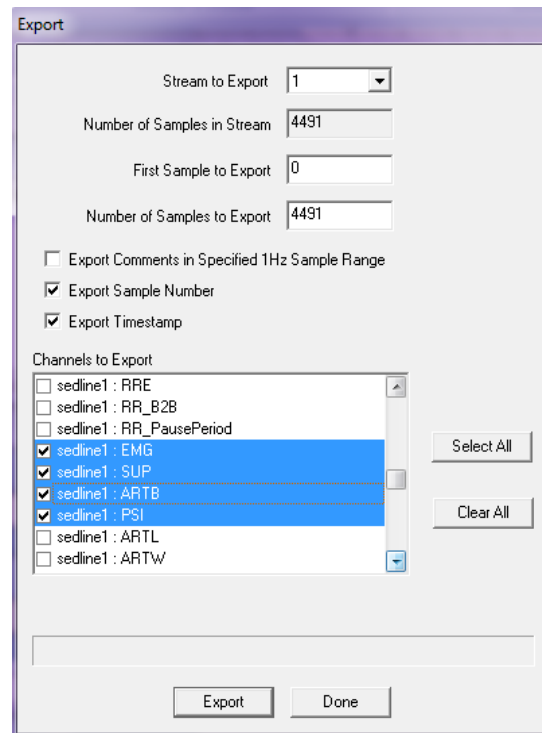 Export
Stream to Export 1
Number of Samples in Stream 4491
First Sample to Export 0
Number of Samples to Export 4491
Export Comments in Specified 1Hz Sample Range
Export Sample Number
Export Timestamp
Channels to Export
sedline1 : RRE
sedline1 : RR_B2B
sedline1 : RR_PausePeriod
sedline1 : EMG
sedline1 : SUP
sedline1 : ARTB
sedline1 : PSI
sedline1 : ARTL
sedline1 : ARTW
Select All
Clear All
Export Done